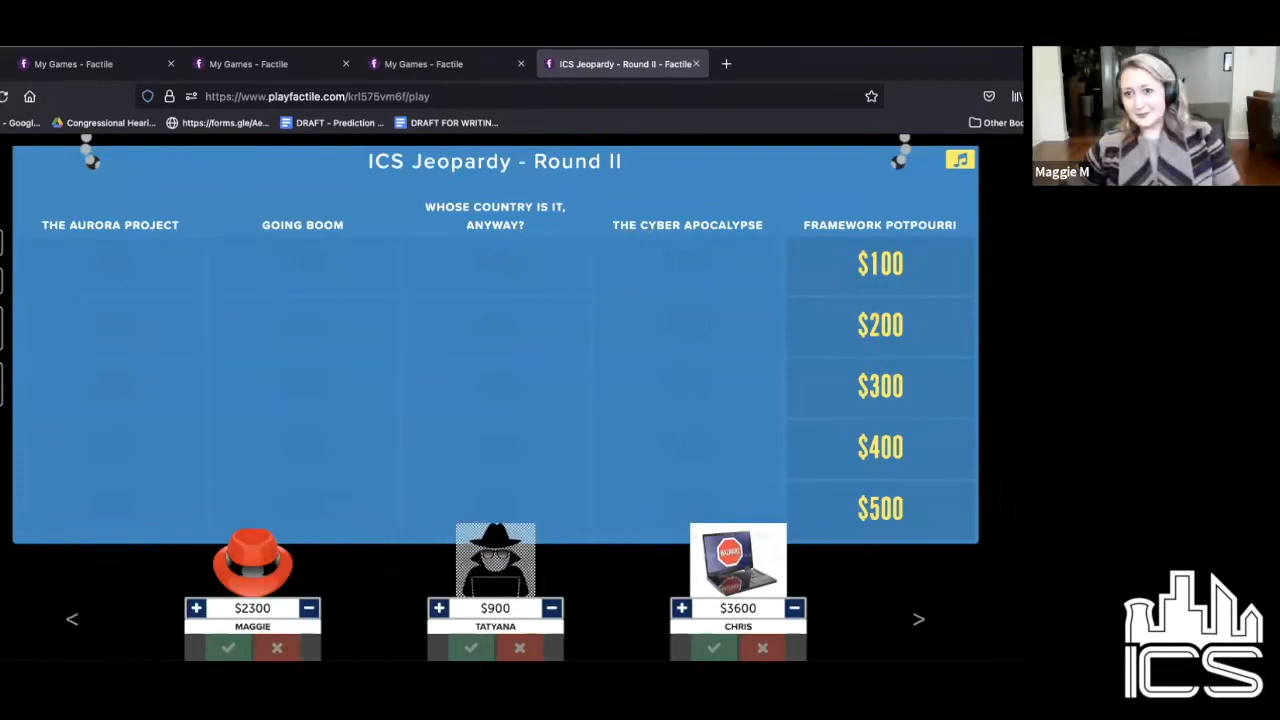 My Games - Factile
My Games - Factile
My Games - Factile
ICS Jeopardy - Round II - Factile
https://www.playfactile.com/krl575vm6f/play
- Googl...
Congressional Heari...
https://forms.gle/Ae...
DRAFT - Prediction ...
DRAFT FOR WRITIN...
Other Boo
Maggie M
ICS Jeopardy - Round II
THE AURORA PROJECT
GOING BOOM
WHOSE COUNTRY IS IT,
ANYWAY?
THE CYBER APOCALYPSE
FRAMEWORK POTPOURRI
$100
$200
$300
$400
$500
MALWARE
+ $2300 −
MAGGIE
+ $900 −
TATYANA
+ $3600 −
CHRIS
< >
ICS